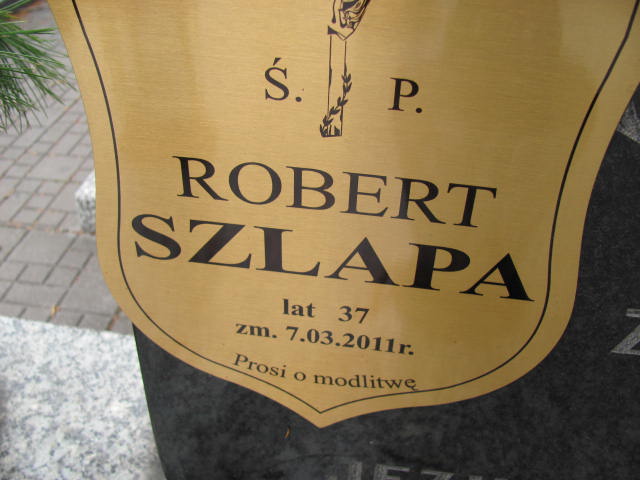 Ś. P.
ROBERT
SZLAPA
lat 37
zm. 7.03.2011r.
Prosi o modlitwę